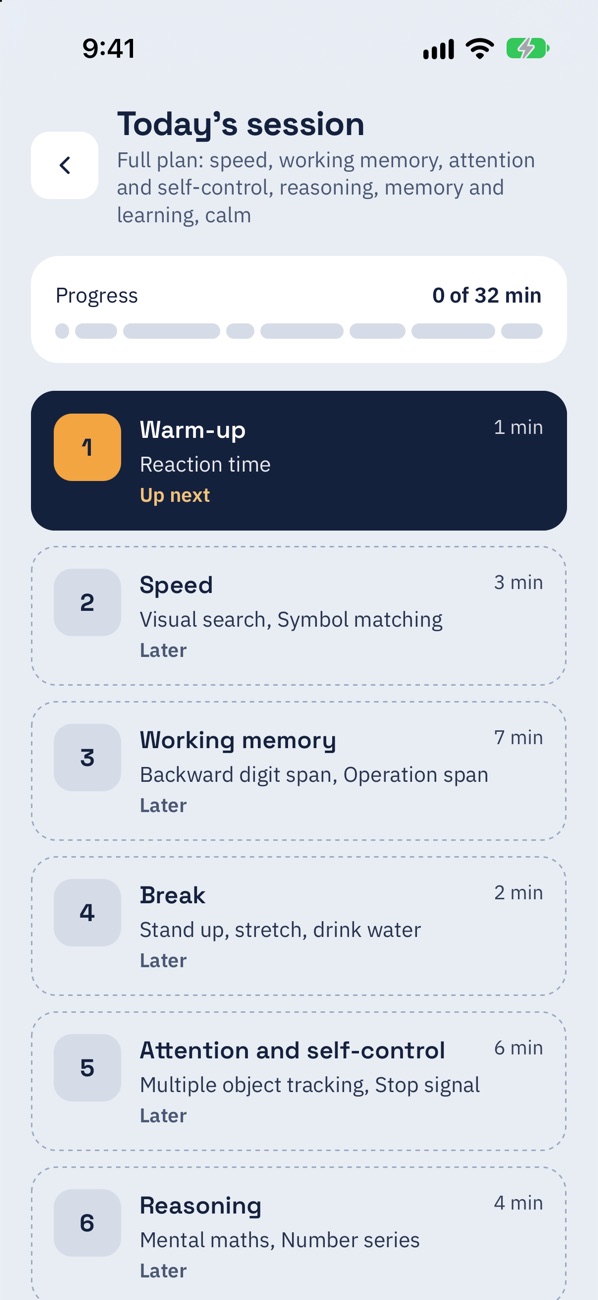 9:41
Today's session
Full plan: speed, working memory, attention
and self-control, reasoning, memory and
learning, calm
Progress
0 of 32 min
1
Warm-up
1 min
Reaction time
Up next
2
Speed
3 min
Visual search, Symbol matching
Later
3
Working memory
7 min
Backward digit span, Operation span
Later
4
Break
2 min
Stand up, stretch, drink water
Later
5
Attention and self-control
6 min
Multiple object tracking, Stop signal
Later
6
Reasoning
4 min
Mental maths, Number series
Later